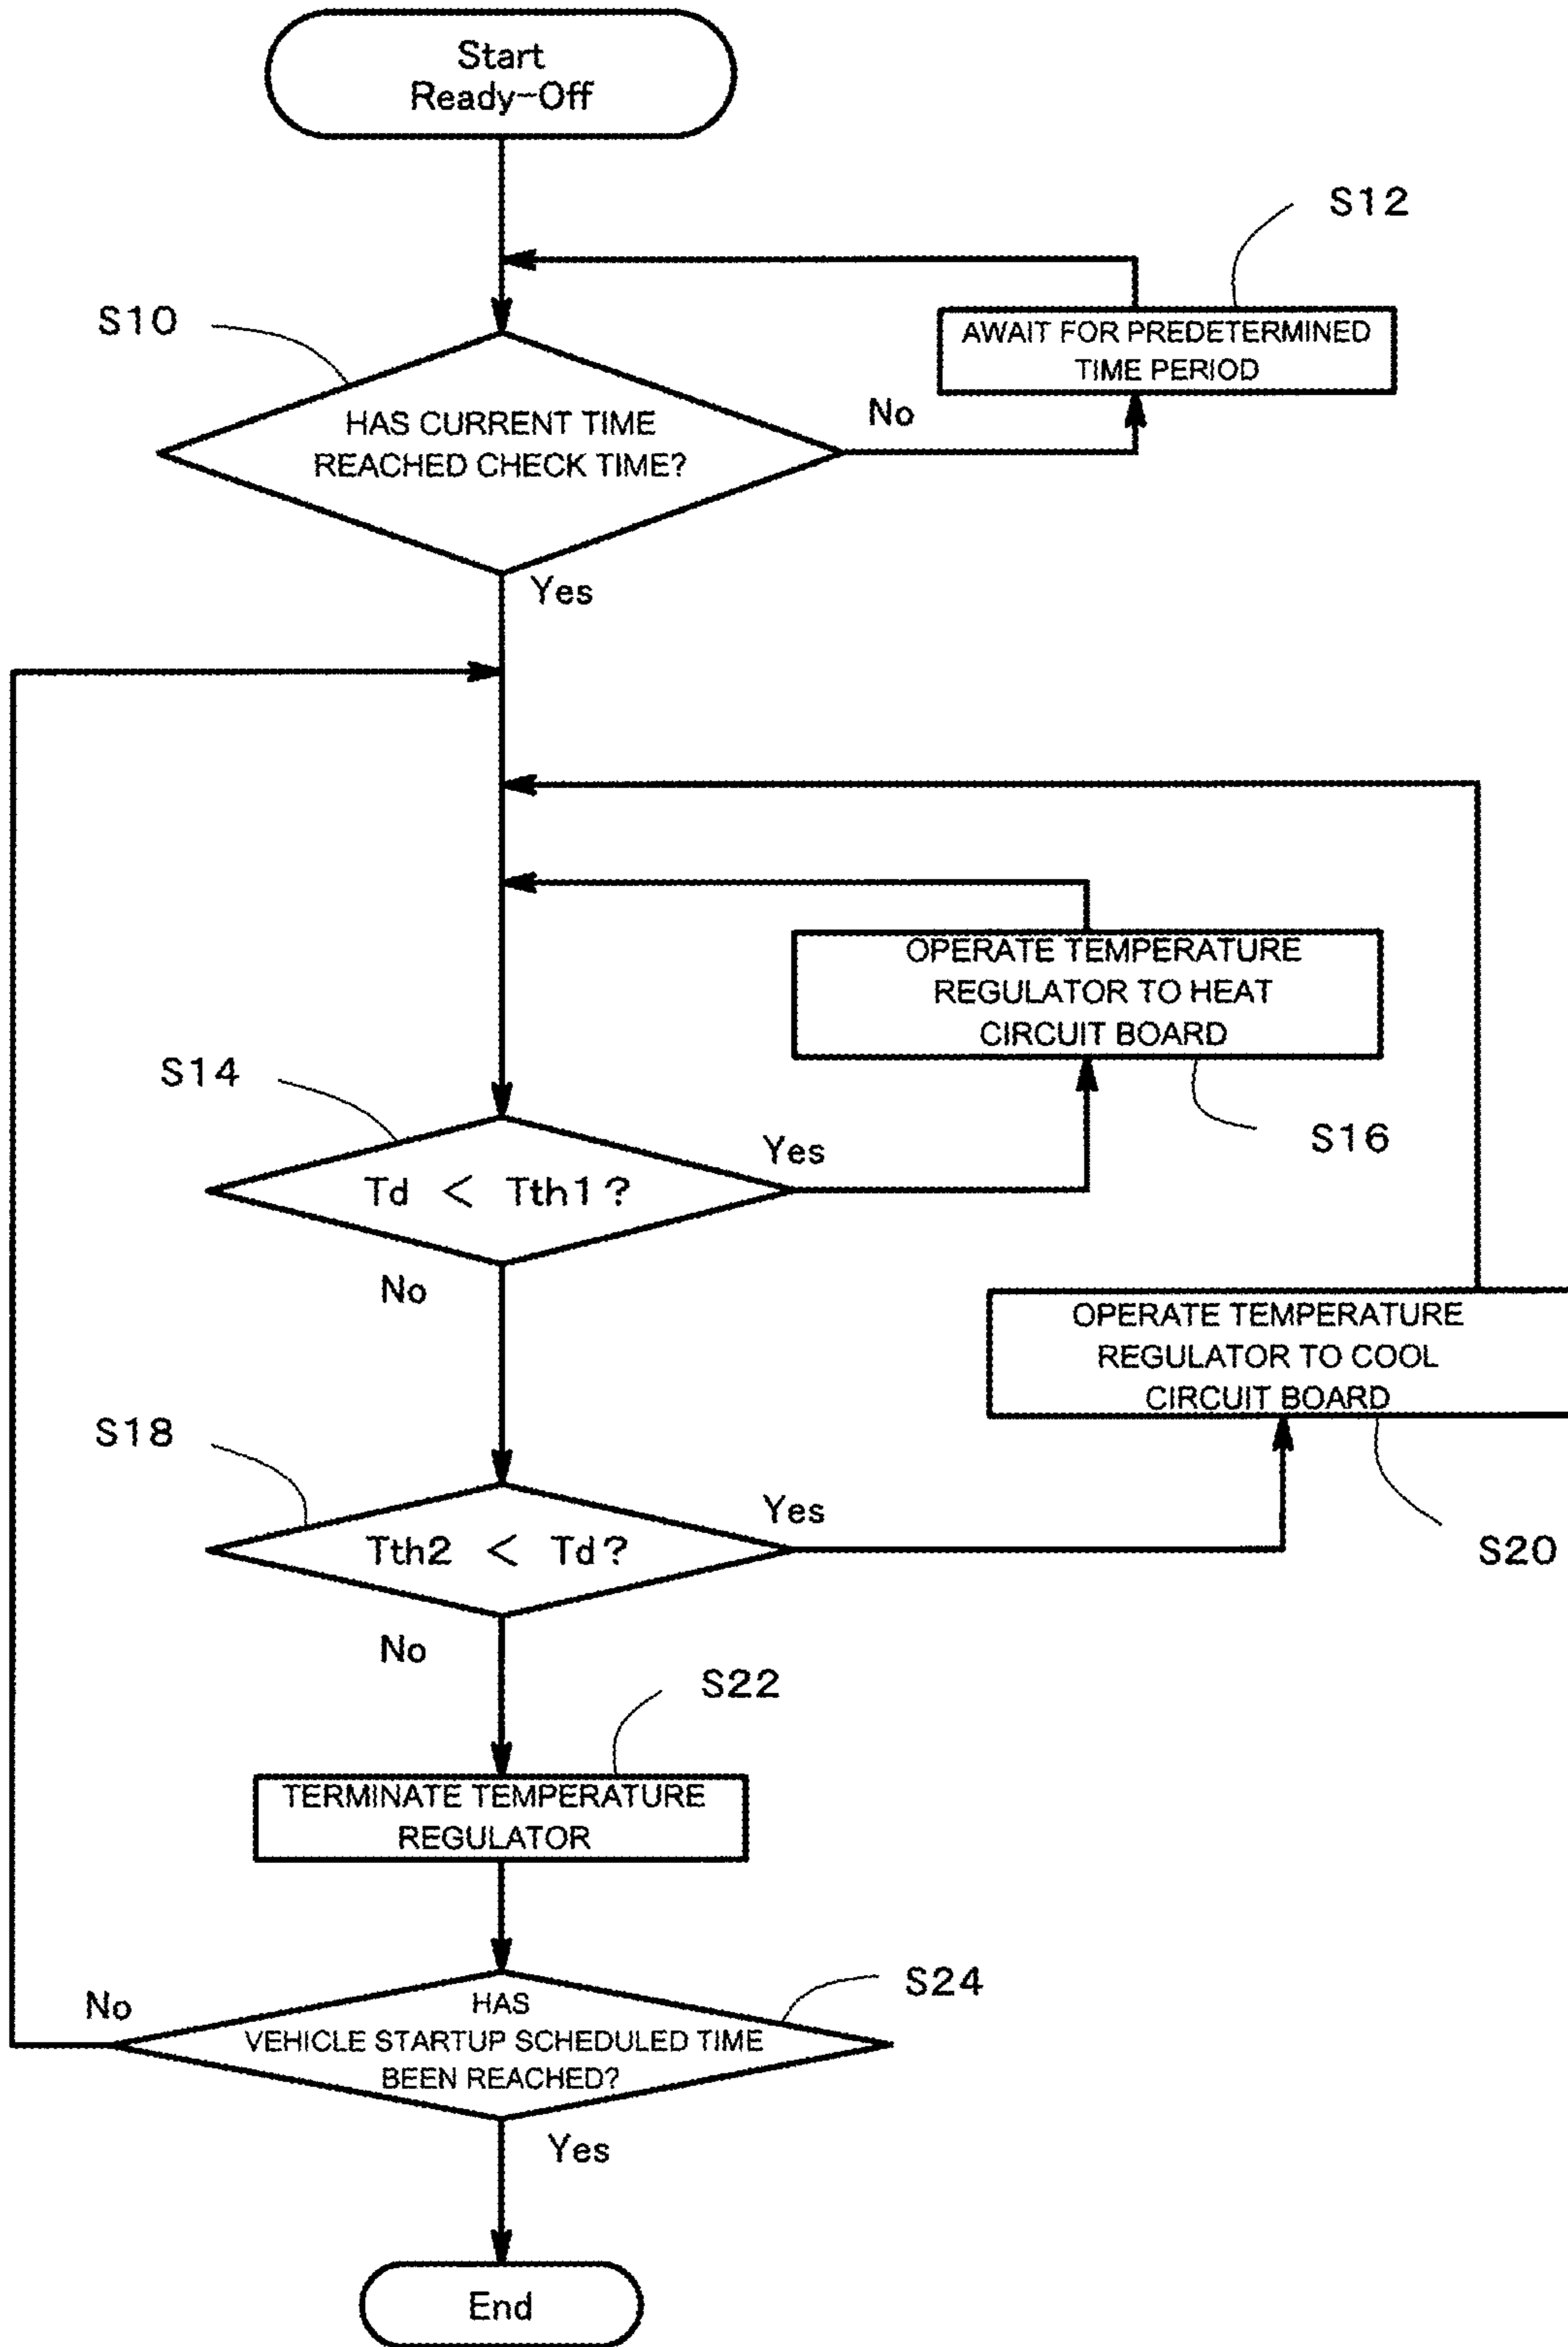 Start
Ready-Off
S12
AWAIT FOR PREDETERMINED
TIME PERIOD
S10
HAS CURRENT TIME
REACHED CHECK TIME?
No
Yes
OPERATE TEMPERATURE
REGULATOR TO HEAT
CIRCUIT BOARD
S16
S14
Td < Tth1?
Yes
No
OPERATE TEMPERATURE
REGULATOR TO COOL
CIRCUIT BOARD
S20
S18
Tth2 < Td?
Yes
No
S22
TERMINATE TEMPERATURE
REGULATOR
S24
HAS
VEHICLE STARTUP SCHEDULED TIME
BEEN REACHED?
No
Yes
End